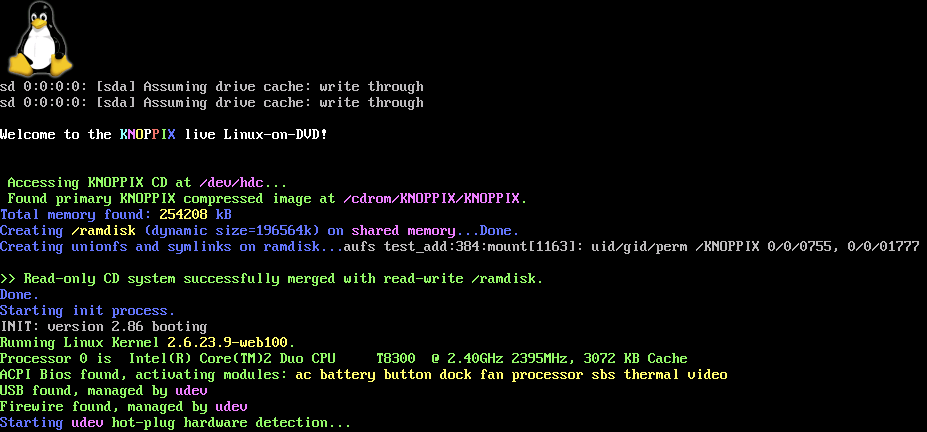 sd 0:0:0:0: [sda] Assuming drive cache: write through
sd 0:0:0:0: [sda] Assuming drive cache: write through
Welcome to the KNOPPIX live Linux-on-DVD!
Accessing KNOPPIX CD at /dev/hdc...
Found primary KNOPPIX compressed image at /cdrom/KNOPPIX/KNOPPIX.
Total memory found: 254208 kB
Creating /ramdisk (dynamic size=196564k) on shared memory...Done.
Creating unionfs and symlinks on ramdisk...aufs test_add:384:mount[1163]: uid/gid/perm /KNOPPIX 0/0/0755, 0/0/01777
>> Read-only CD system successfully merged with read-write /ramdisk.
Done.
Starting init process.
INIT: version 2.86 booting
Running Linux Kernel 2.6.23.9-web100.
Processor 0 is  Intel(R) Core(TM)2 Duo CPU     T8300  @ 2.40GHz 2395MHz, 3072 KB Cache
ACPI Bios found, activating modules: ac battery button dock fan processor sbs thermal video
USB found, managed by udev
Firewire found, managed by udev
Starting udev hot-plug hardware detection...